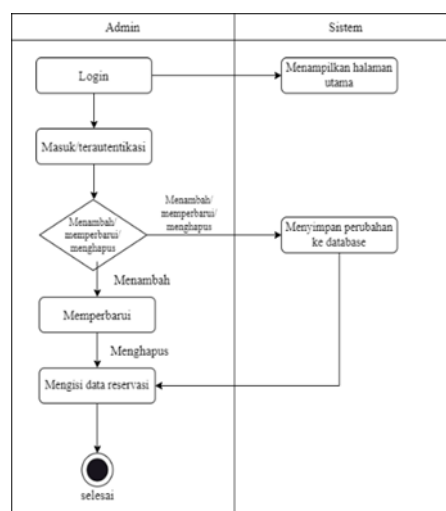 Admin
Sistem
Login
Menampilkan halaman
utama
Masuk/terautentikasi
Menambah/
memperbarui/
menghapus
Menambah/
memperbarui/
menghapus
Menyimpan perubahan
ke database
Menambah
Memperbarui
Menghapus
Mengisi data reservasi
selesai